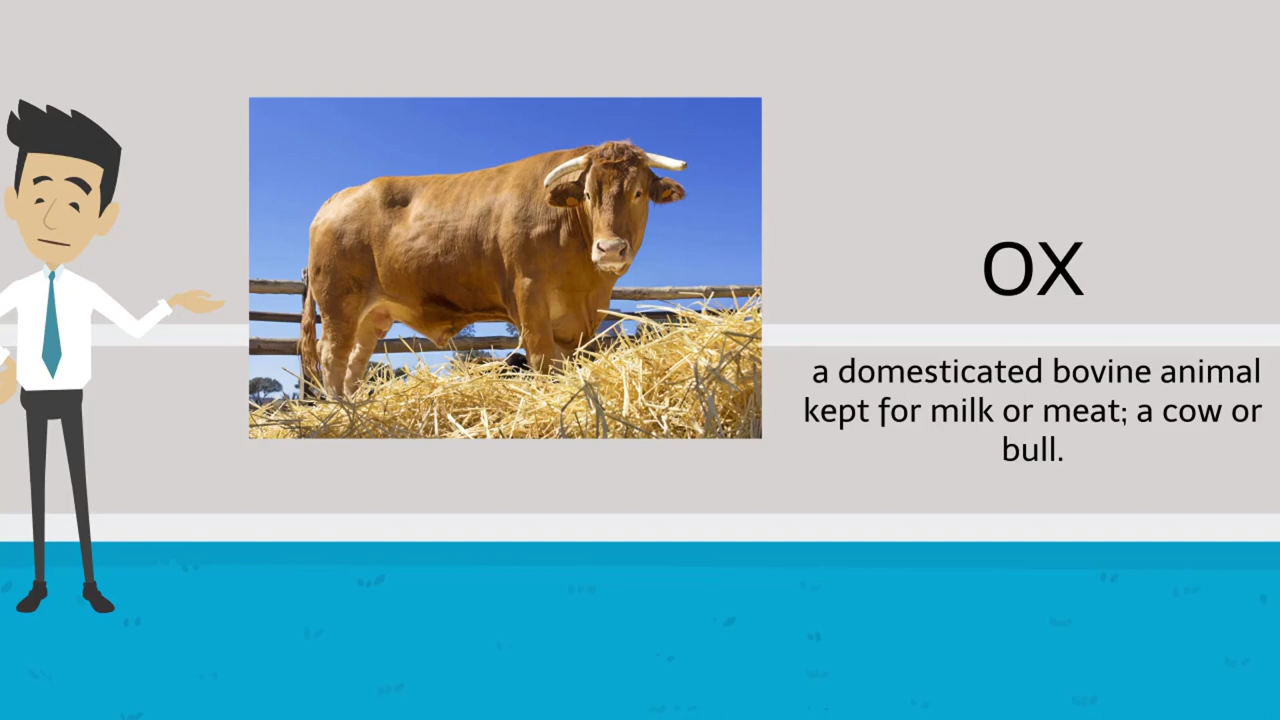 OX
a domesticated bovine animal
kept for milk or meat; a cow or
bull.